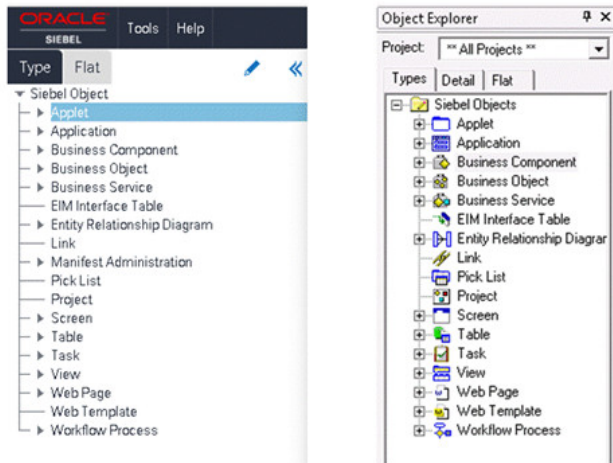 ORACLE
SIEBEL
Tools Help
Type Flat
Siebel Object
Applet
Application
Business Component
Business Object
Business Service
EIM Interface Table
Entity Relationship Diagram
Link
Manifest Administration
Pick List
Project
Screen
Table
Task
View
Web Page
Web Template
Workflow Process
Object Explorer
Project: ** All Projects **
Types Detail Flat
Siebel Objects
Applet
Application
Business Component
Business Object
Business Service
EIM Interface Table
Entity Relationship Diagrar
Link
Pick List
Project
Screen
Table
Task
View
Web Page
Web Template
Workflow Process